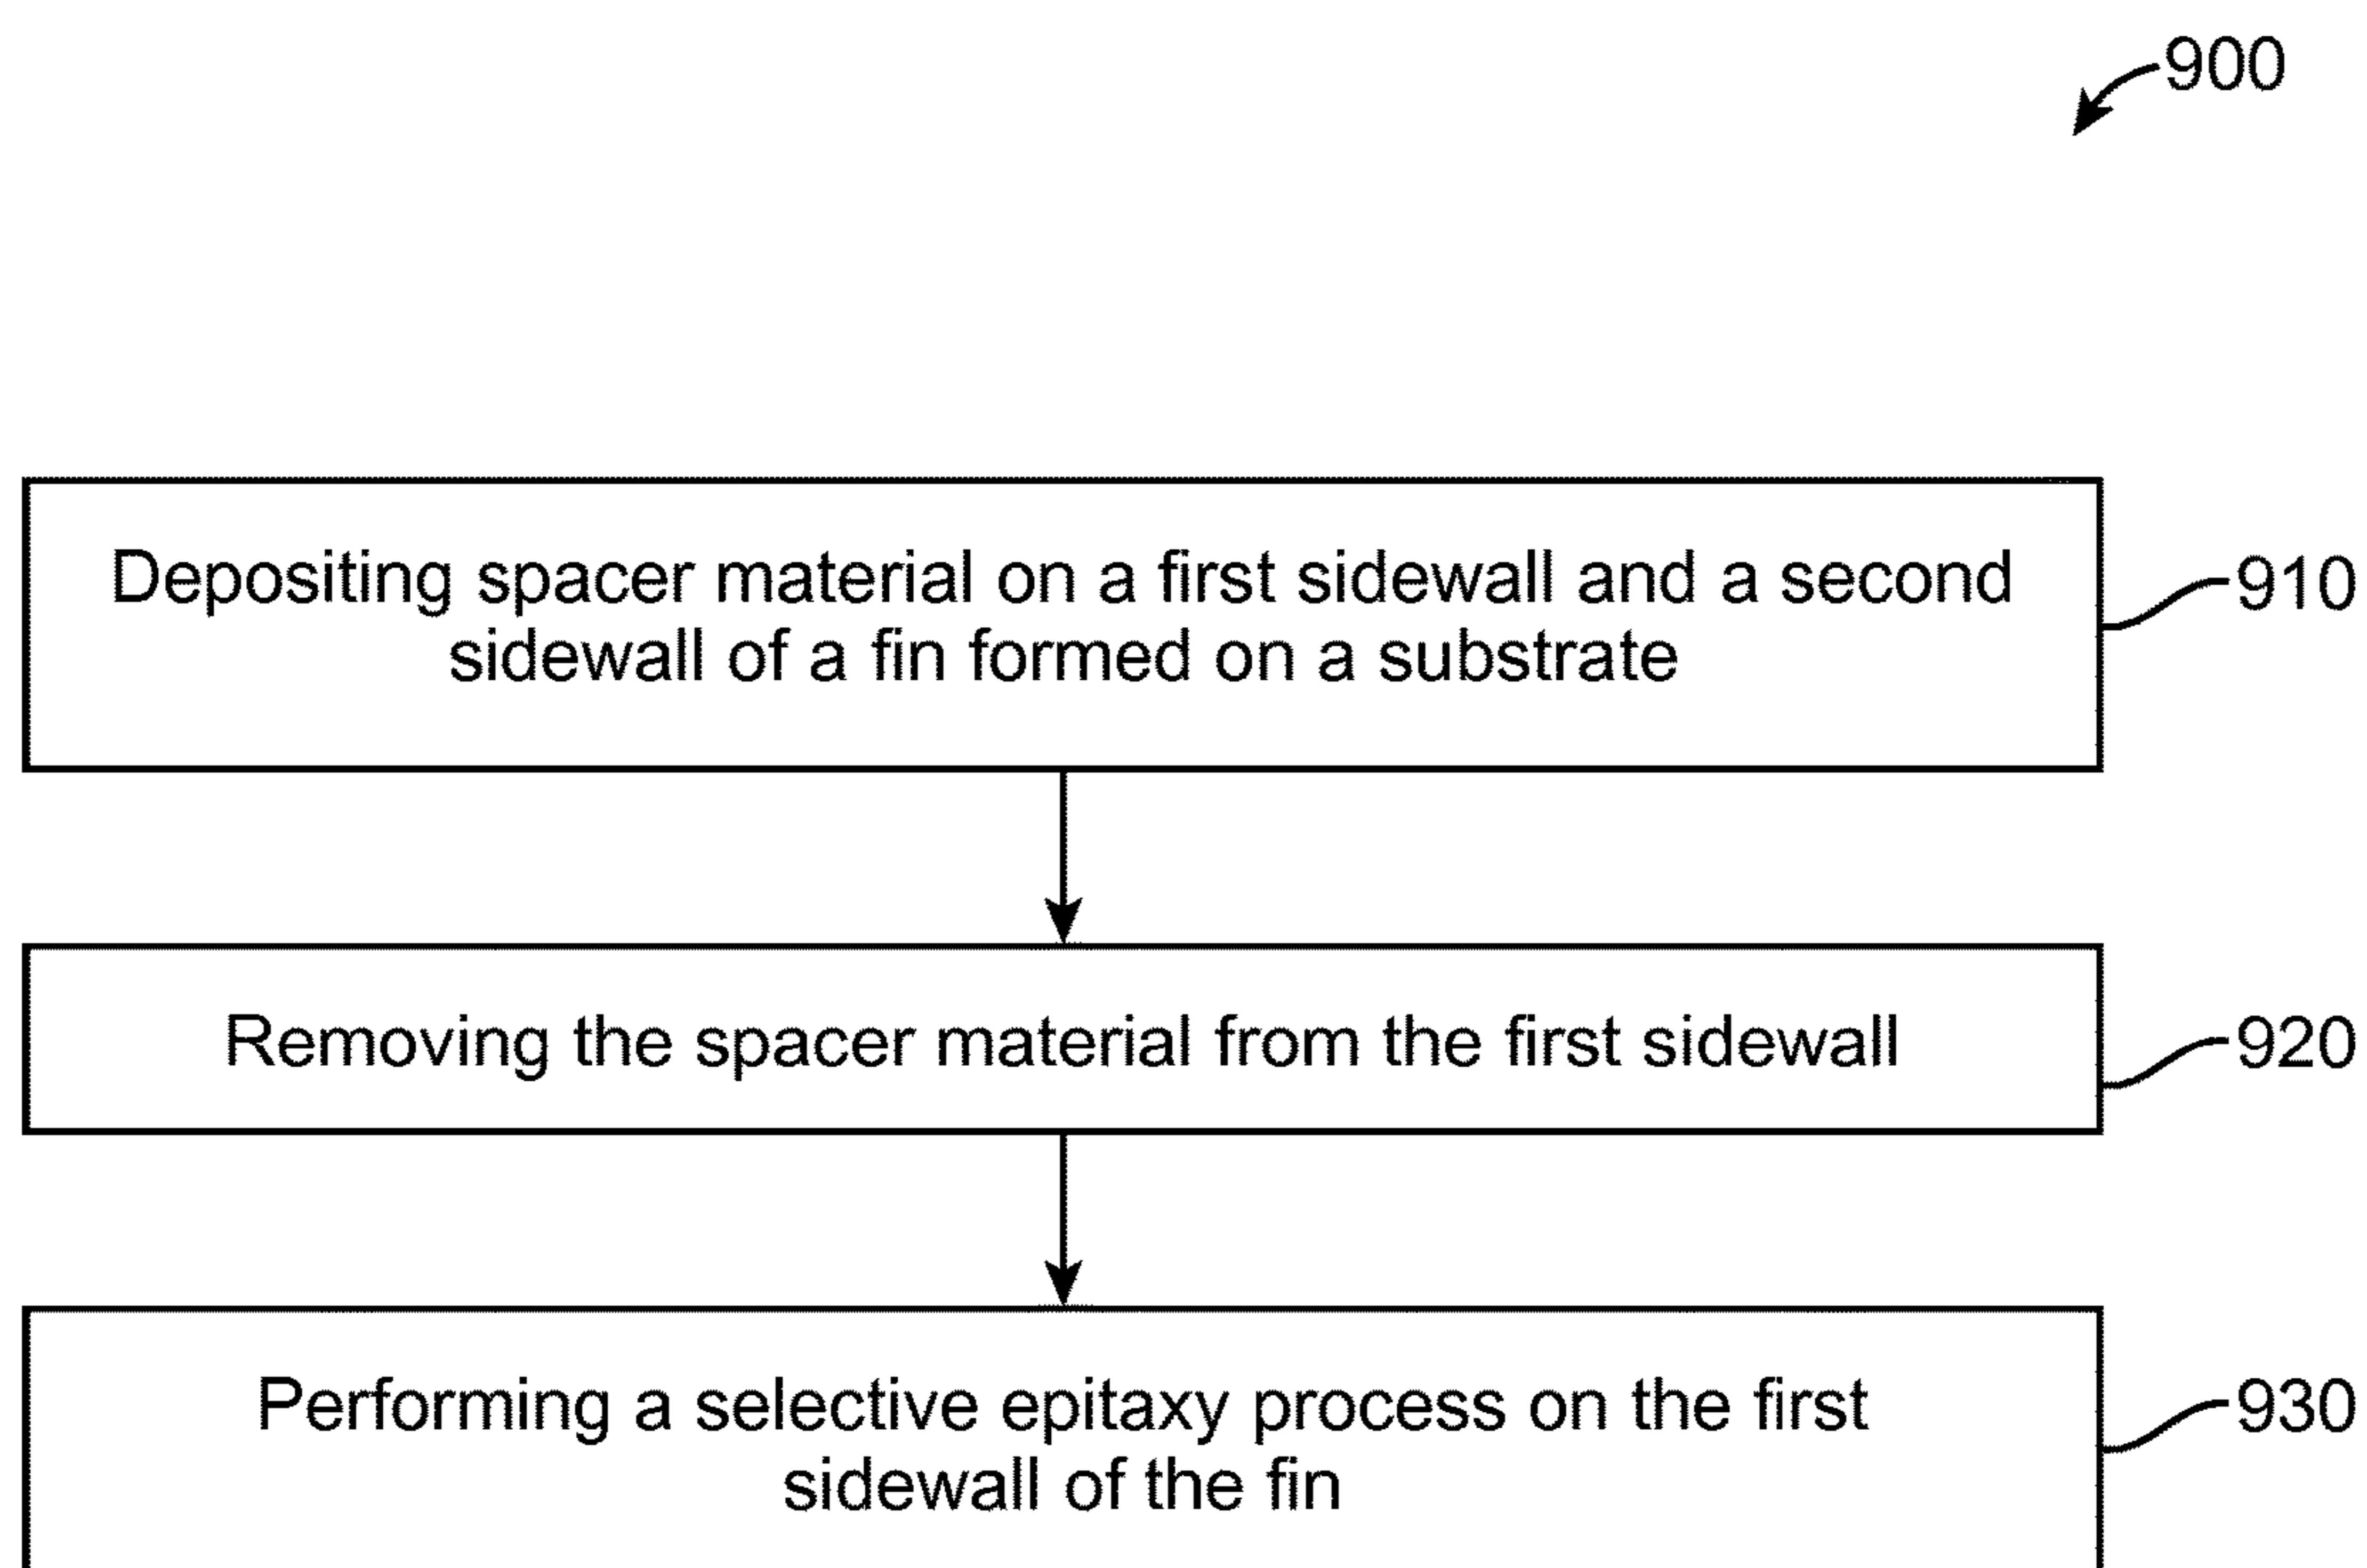 900
Depositing spacer material on a first sidewall and a second
sidewall of a fin formed on a substrate
910
Removing the spacer material from the first sidewall
920
Performing a selective epitaxy process on the first
sidewall of the fin
930